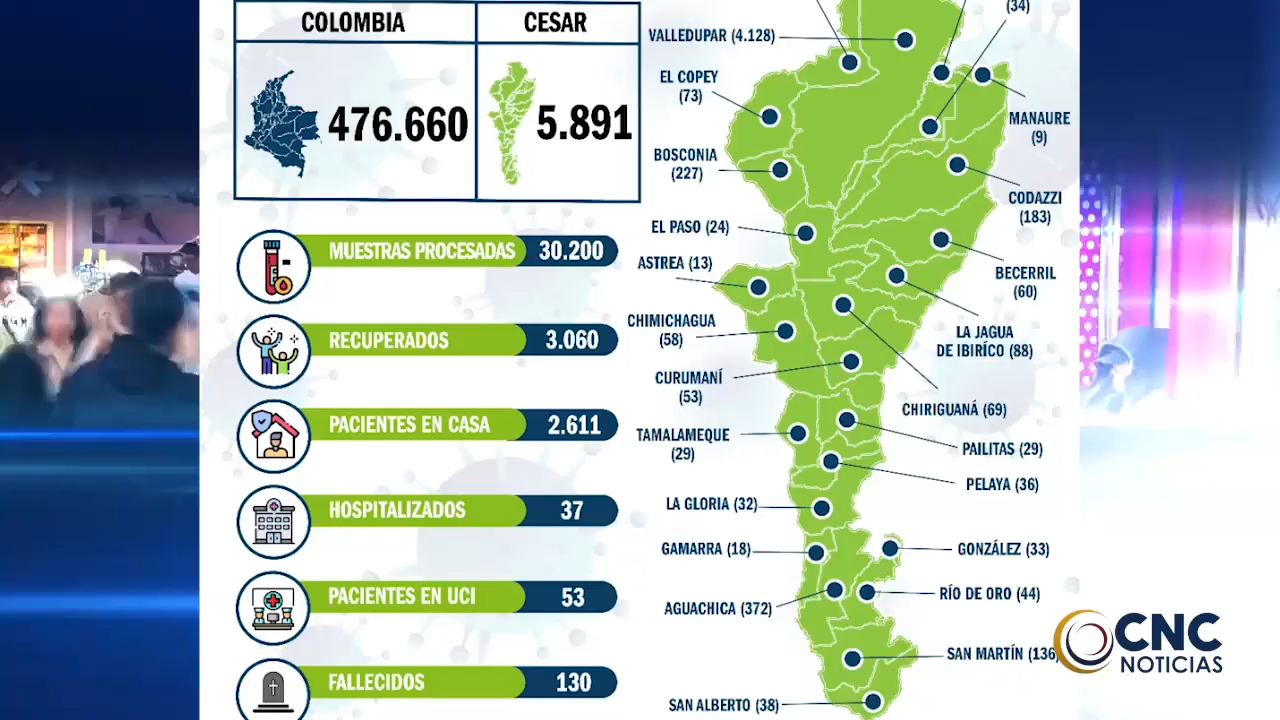 COLOMBIA
CESAR
476.660
5.891
MUESTRAS PROCESADAS 30.200
RECUPERADOS 3.060
PACIENTES EN CASA 2.611
HOSPITALIZADOS 37
PACIENTES EN UCI 53
FALLECIDOS 130
(34)
VALLEDUPAR (4.128)
EL COPEY
(73)
MANAURE
(9)
BOSCONIA
(227)
CODAZZI
(183)
EL PASO (24)
ASTREA (13)
BECERRIL
(60)
CHIMICHAGUA
(58)
LA JAGUA
DE IBIRÍCO (88)
CURUMANÍ
(53)
CHIRIGUANÁ (69)
TAMALAMEQUE
(29)
PAILITAS (29)
PELAYA (36)
LA GLORIA (32)
GAMARRA (18)
GONZÁLEZ (33)
AGUACHICA (372)
RÍO DE ORO (44)
SAN MARTÍN (136)
SAN ALBERTO (38)
CNC
NOTICIAS